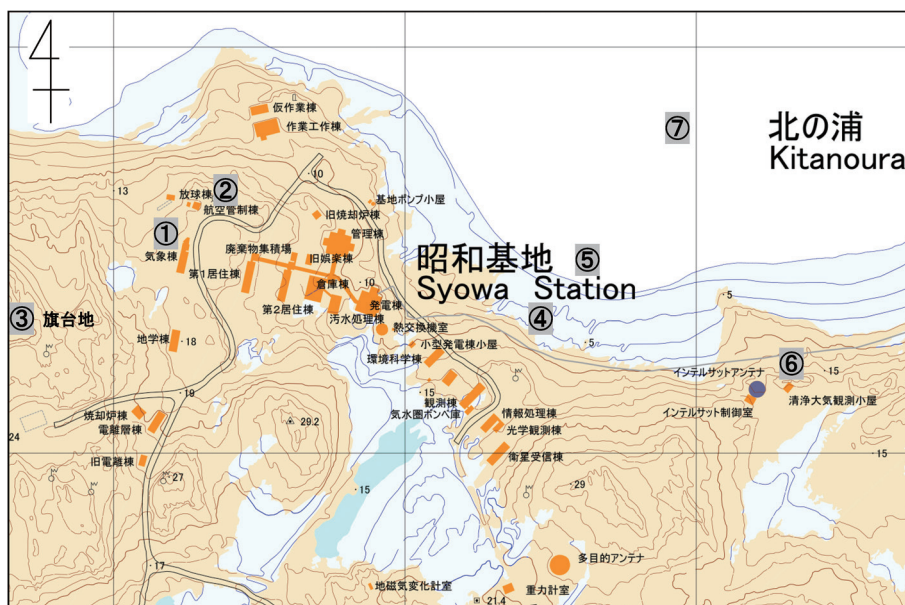 4
仮作業棟
作業工作棟
⑦
北の浦
Kitanoura
10
13
放球棟
②
航空管制棟
基地ポンプ小屋
旧焼却炉棟
①
管理棟
気象棟
廃棄物集積場
旧娯楽棟
昭和基地
Syowa Station
⑤
第1居住棟
倉庫棟
10
発電棟
第2居住棟
汚水処理棟
5
③
旗台地
④
熱交換機室
地学棟
18
小型発電棟小屋
5
環境科学棟
⑥
インテルサットアンテナ
15
19
15
観測棟
清浄大気観測小屋
焼却炉棟
気水圏ボンベ庫
情報処理棟
インテルサット制御室
電離層棟
29.2
光学観測棟
24
旧電離棟
衛星受信棟
15
27
15
29
多目的アンテナ
17
地磁気変化計室
重力計室
21.4